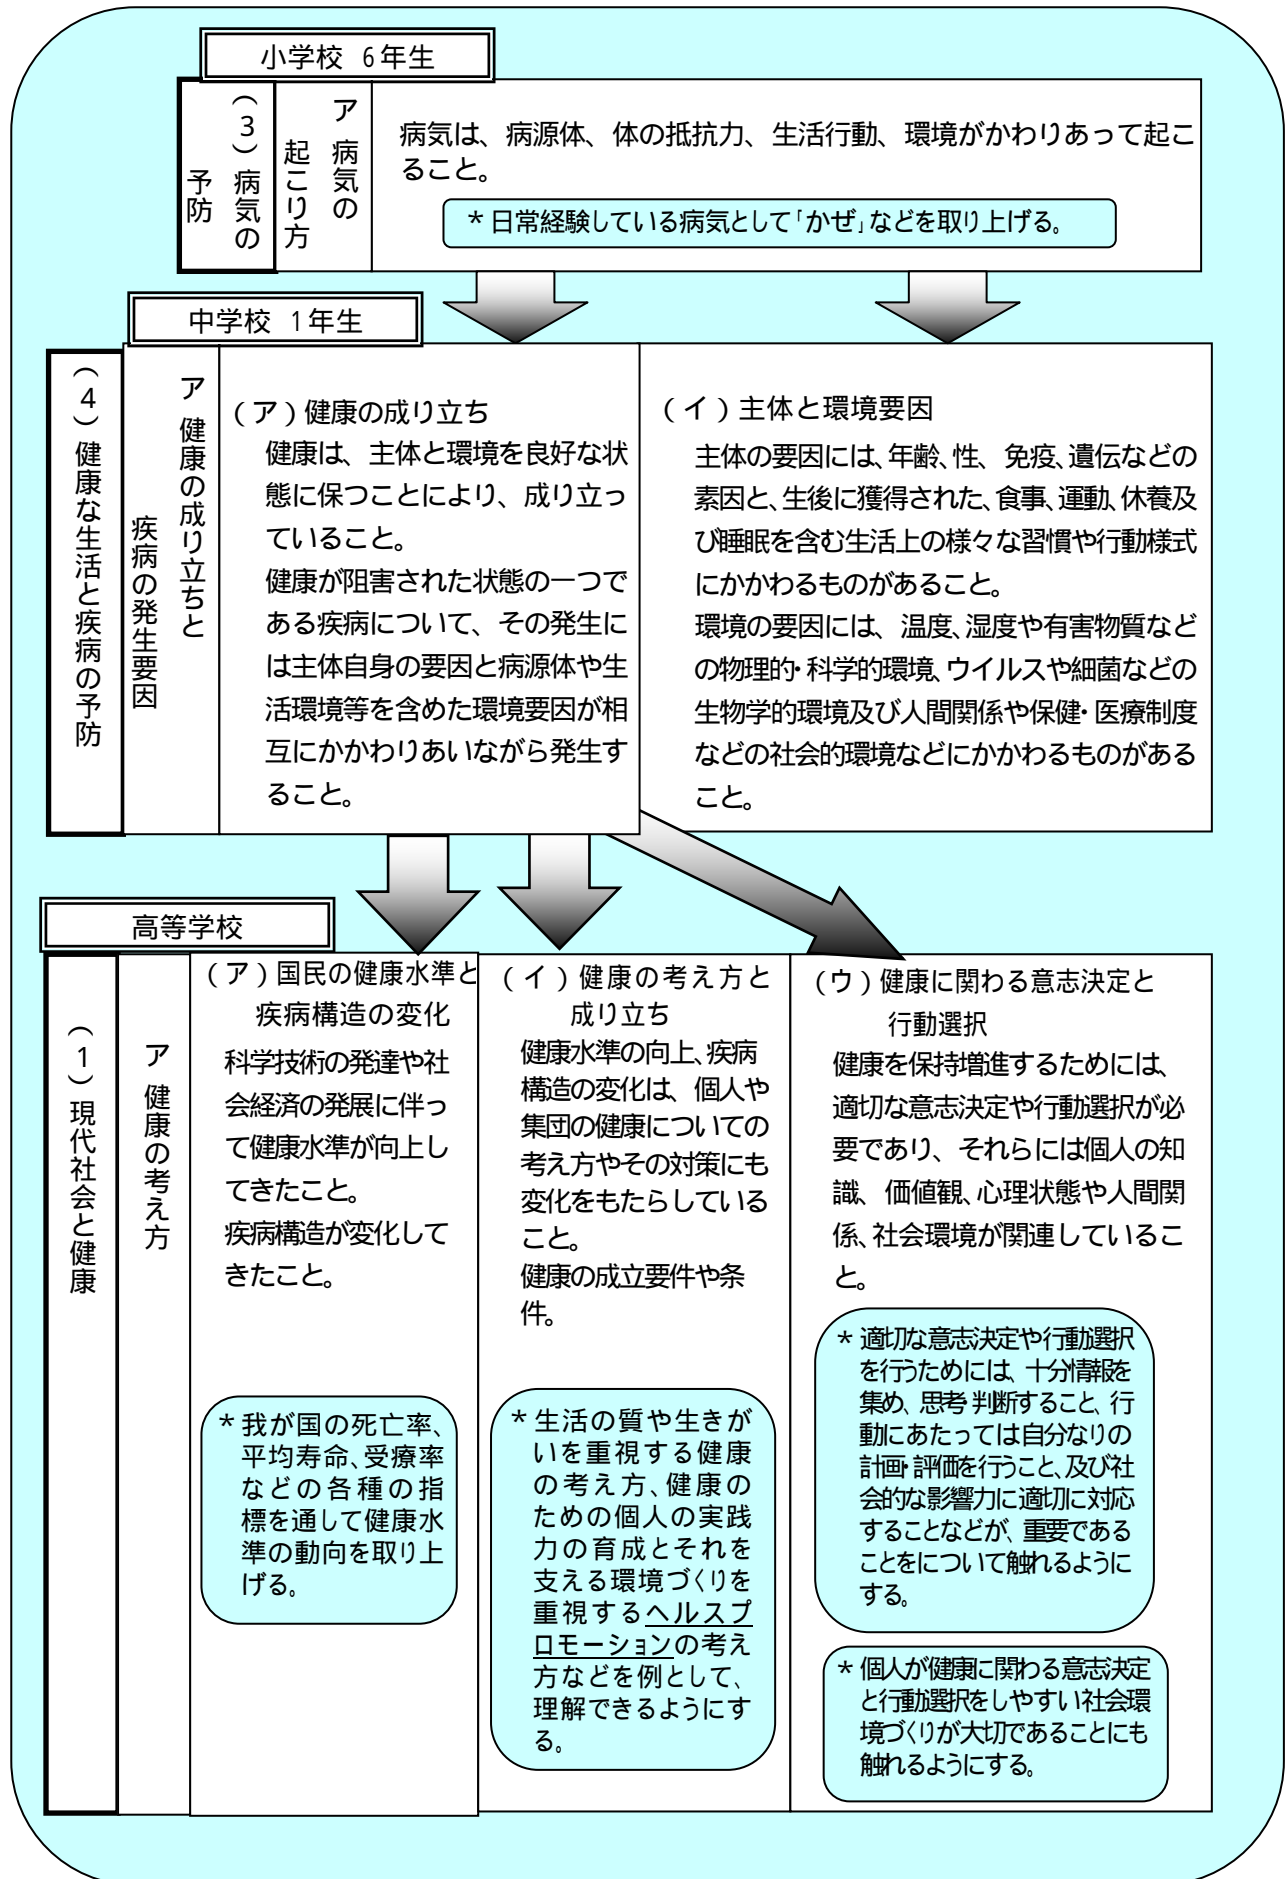 小学校 6年生
(3)病気の
予防
ア 病気の
起こり方
病気は、病源体、体の抵抗力、生活行動、環境がかわりあって起こ
ること。
＊日常経験している病気として「かぜ」などを取り上げる。
中学校 1年生
(4)健康な生活と疾病の予防
ア 健康の成り立ちと
疾病の発生要因
(ア)健康の成り立ち
健康は、主体と環境を良好な状
態に保つことにより、成り立っ
ていること。
健康が阻害された状態の一つで
ある疾病について、その発生に
は主体自身の要因と病源体や生
活環境等を含めた環境要因が相
互にかかわりあいながら発生す
ること。
(イ)主体と環境要因
主体の要因には、年齢、性、免疫、遺伝などの
素因と、生後に獲得された、食事、運動、休養及
び睡眠を含む生活上の様々な習慣や行動様式
にかかわるものがあること。
環境の要因には、温度、湿度や有害物質など
の物理的・科学的環境、ウイルスや細菌などの
生物学的環境及び人間関係や保健・医療制度
などの社会的環境などにかかわるものがある
こと。
高等学校
(1)現代社会と健康
ア 健康の考え方
(ア)国民の健康水準と
疾病構造の変化
科学技術の発達や社
会経済の発展に伴っ
て健康水準が向上し
てきたこと。
疾病構造が変化して
きたこと。
＊我が国の死亡率、
平均寿命、受療率
などの各種の指
標を通して健康水
準の動向を取り上
げる。
(イ)健康の考え方と
成り立ち
健康水準の向上、疾病
構造の変化は、個人や
集団の健康についての
考え方やその対策にも
変化をもたらしている
こと。
健康の成立要件や条
件。
＊生活の質や生きが
いを重視する健康
の考え方、健康の
ための個人の実践
力の育成とそれを
支える環境づくりを
重視するヘルスプ
ロモーションの考え
方などを例として、
理解できるようにす
る。
(ウ)健康に関わる意志決定と
行動選択
健康を保持増進するためには、
適切な意志決定や行動選択が必
要であり、それらには個人の知
識、価値観、心理状態や人間関
係、社会環境が関連しているこ
と。
＊適切な意志決定や行動選択
を行うためには、十分情報を
集め、思考・判断すること、行
動にあたっては自分なりの
計画・評価を行うこと、及び社
会的な影響力に適切に対応
することなどが、重要である
ことをについて触れるように
する。
＊個人が健康に関わる意志決定
と行動選択をしやすい社会環
境づくりが大切であることにも
触れるようにする。